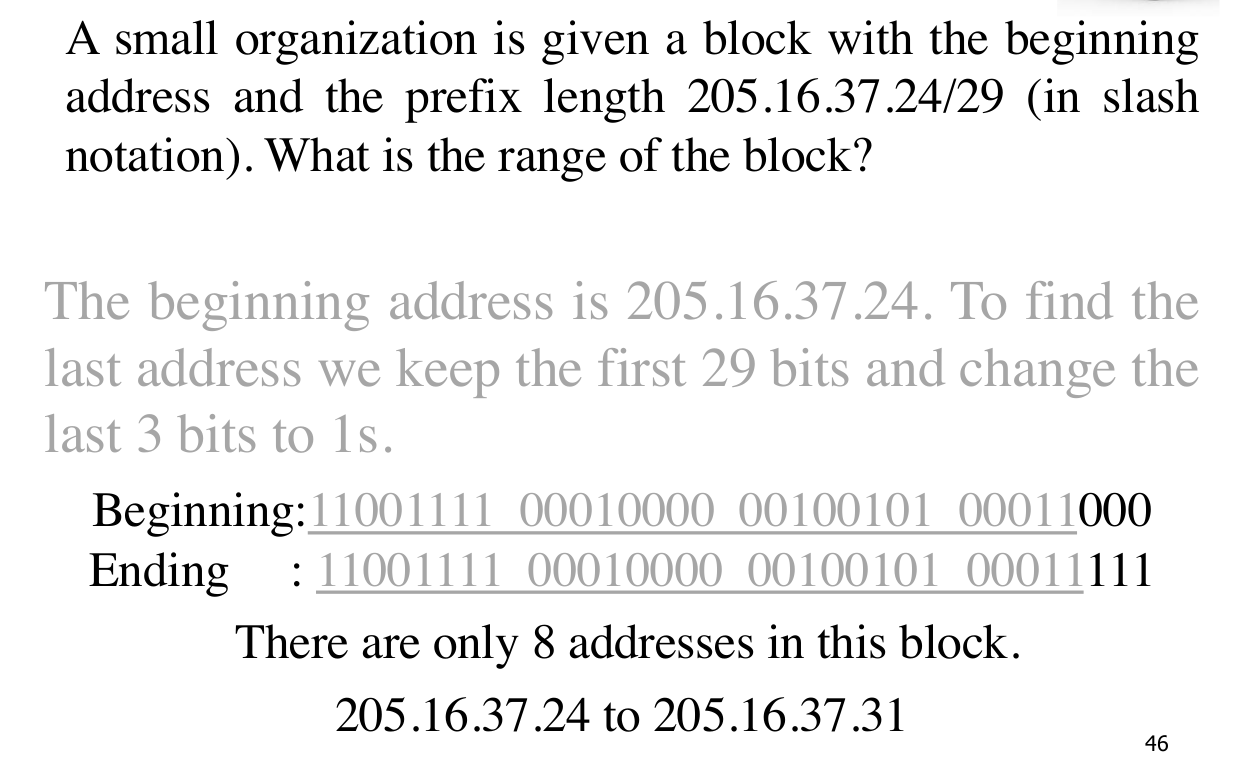 A small organization is given a block with the beginning
address and the prefix length 205.16.37.24/29 (in slash
notation). What is the range of the block?
The beginning address is 205.16.37.24. To find the
last address we keep the first 29 bits and change the
last 3 bits to 1s.
Beginning:11001111 00010000 00100101 00011000
Ending : 11001111 00010000 00100101 00011111
There are only 8 addresses in this block.
205.16.37.24 to 205.16.37.31
46